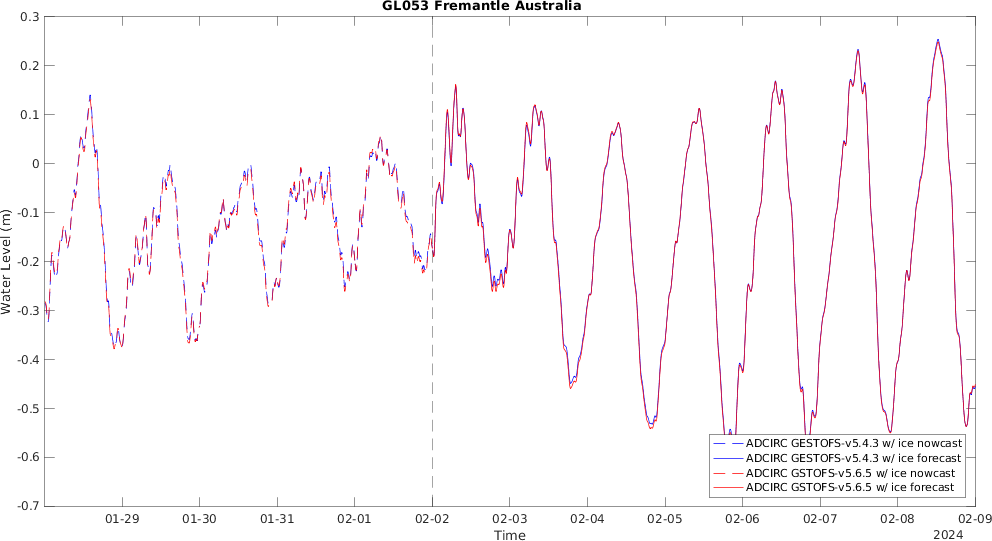 GL053 Fremantle Australia
0.3
0.2
0.1
0
-0.1
-0.2
-0.3
-0.4
-0.5
-0.6
-0.7
Water Level (m)
ADCIRC GESTOFS-v5.4.3 w/ ice nowcast
ADCIRC GESTOFS-v5.4.3 w/ ice forecast
ADCIRC GSTOFS-v5.6.5 w/ ice nowcast
ADCIRC GSTOFS-v5.6.5 w/ ice forecast
01-29 01-30 01-31 02-01 02-02 02-03 02-04 02-05 02-06 02-07 02-08 02-09
Time
2024